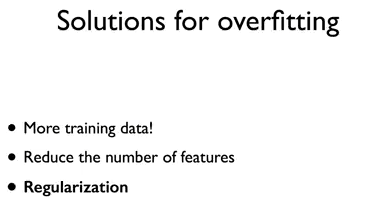 Solutions for overfitting
• More training data!
• Reduce the number of features
• Regularization